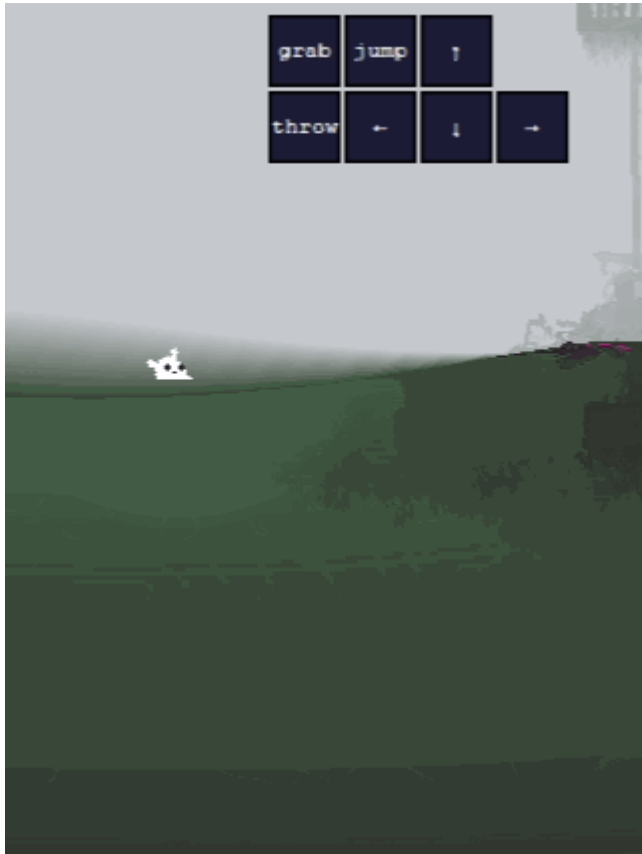 grab jump ↑
throw ← ↓ →